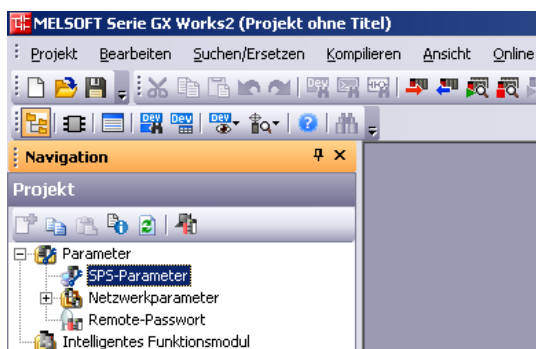 MELSOFT Serie GX Works2 (Projekt ohne Titel)
Projekt Bearbeiten Suchen/Ersetzen Kompilieren Ansicht Online
Navigation
Projekt
Parameter
SPS-Parameter
Netzwerkparameter
Remote-Passwort
Intelligentes Funktionsmodul